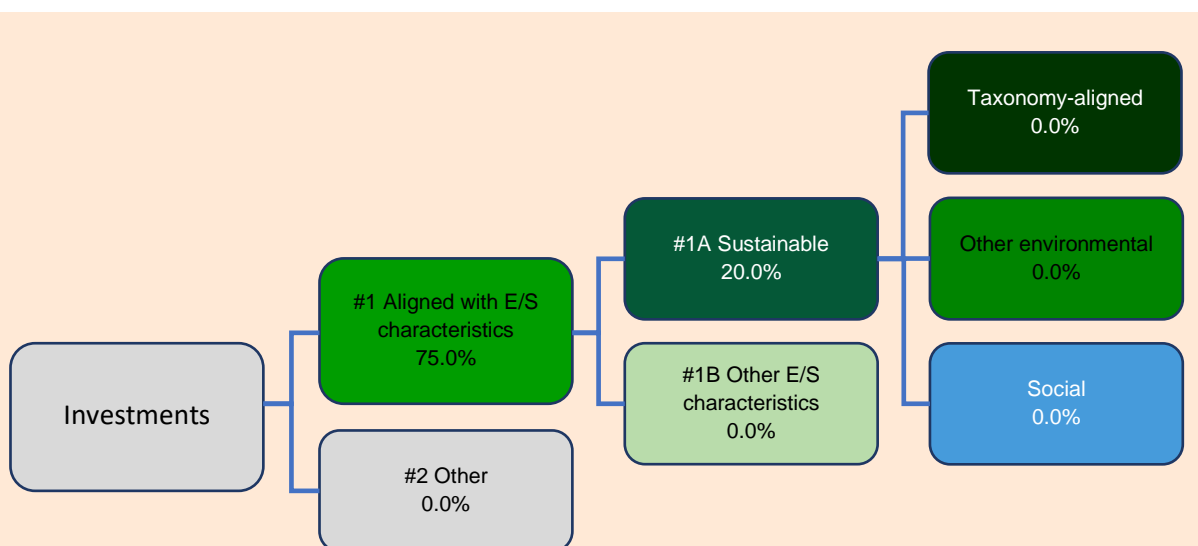 Investments
#1 Aligned with E/S
characteristics
75.0%
#2 Other
0.0%
#1A Sustainable
20.0%
#1B Other E/S
characteristics
0.0%
Taxonomy-aligned
0.0%
Other environmental
0.0%
Social
0.0%